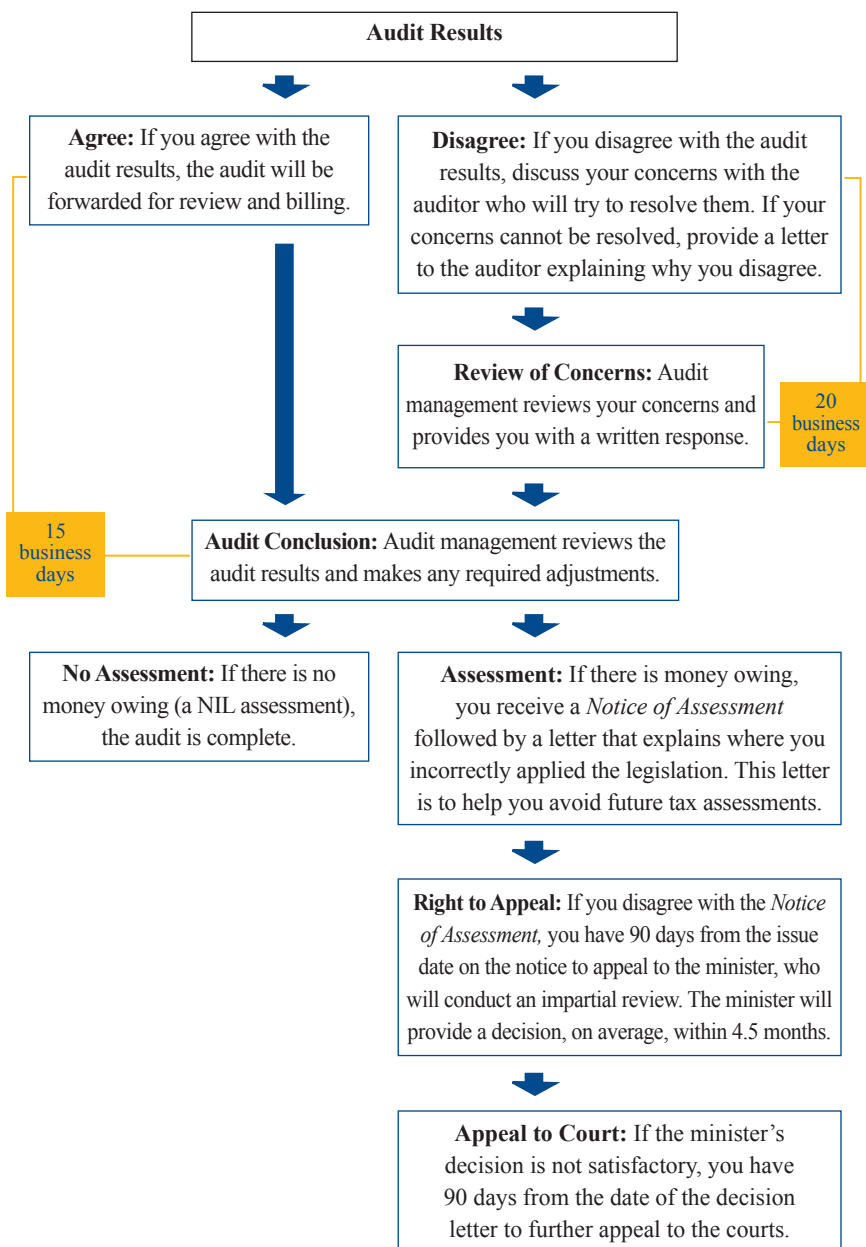 Audit Results
Agree: If you agree with the
audit results, the audit will be
forwarded for review and billing.
Disagree: If you disagree with the audit
results, discuss your concerns with the
auditor who will try to resolve them. If your
concerns cannot be resolved, provide a letter
to the auditor explaining why you disagree.
Review of Concerns: Audit
management reviews your concerns and
provides you with a written response.
20
business
days
15
business
days
Audit Conclusion: Audit management reviews the
audit results and makes any required adjustments.
No Assessment: If there is no
money owing (a NIL assessment),
the audit is complete.
Assessment: If there is money owing,
you receive a Notice of Assessment
followed by a letter that explains where you
incorrectly applied the legislation. This letter
is to help you avoid future tax assessments.
Right to Appeal: If you disagree with the Notice
of Assessment, you have 90 days from the issue
date on the notice to appeal to the minister, who
will conduct an impartial review. The minister will
provide a decision, on average, within 4.5 months.
Appeal to Court: If the minister’s
decision is not satisfactory, you have
90 days from the date of the decision
letter to further appeal to the courts.